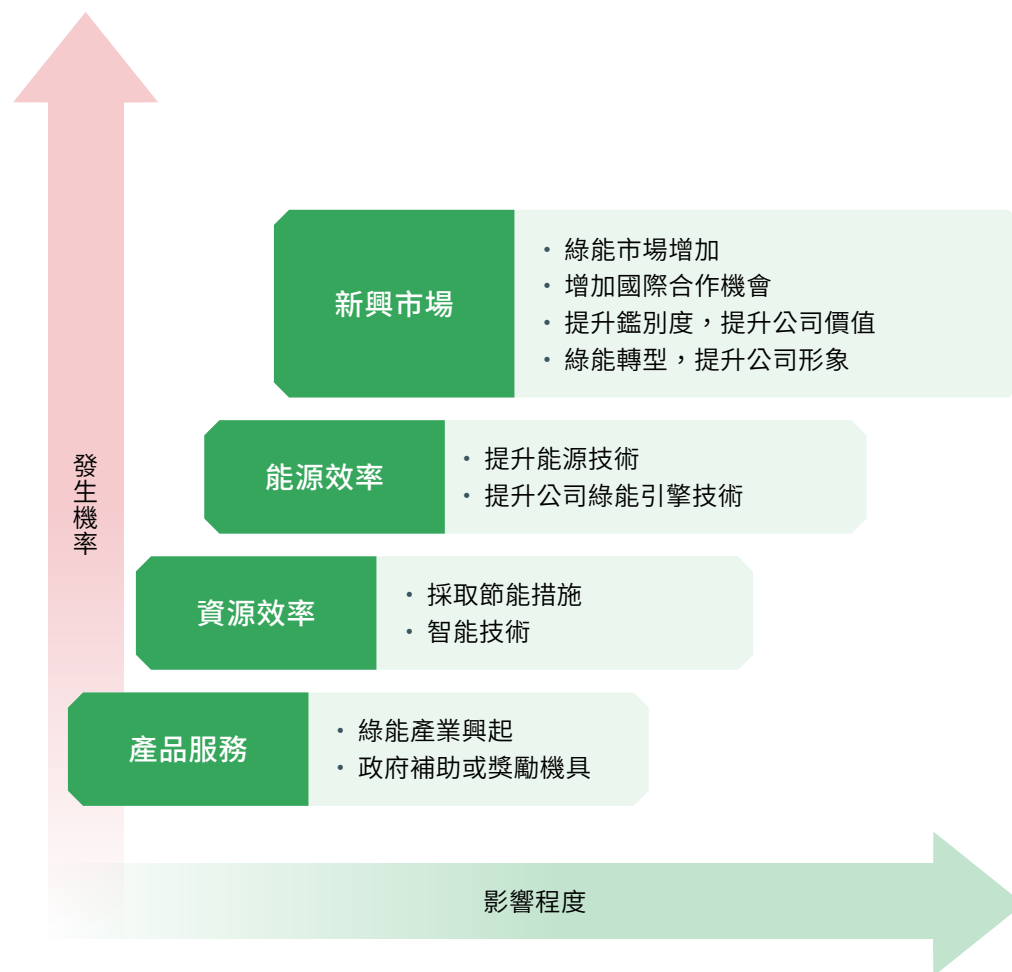 新興市場
・綠能市場增加
・增加國際合作機會
・提升鑑別度，提升公司價值
・綠能轉型，提升公司形象
能源效率
・提升能源技術
・提升公司綠能引擎技術
發生機率
資源效率
・採取節能措施
・智能技術
產品服務
・綠能產業興起
・政府補助或獎勵機具
影響程度